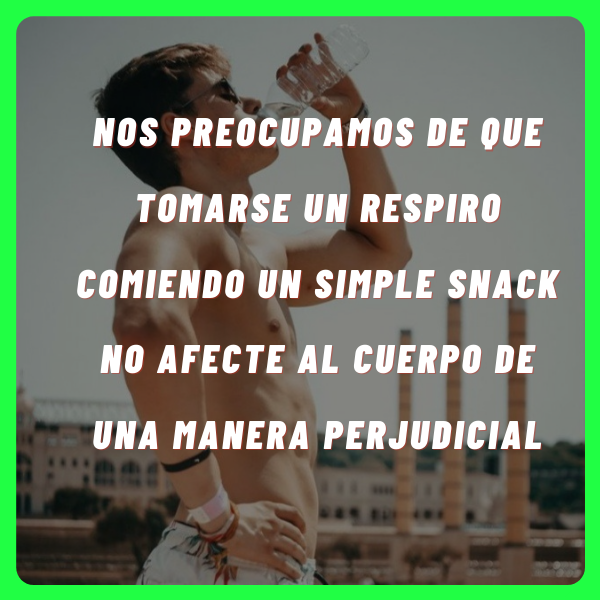 NOS PREOCUPAMOS DE QUE
TOMARSE UN RESPIRO
COMIENDO UN SIMPLE SNACK
NO AFECTE AL CUERPO DE
UNA MANERA PERJUDICIAL